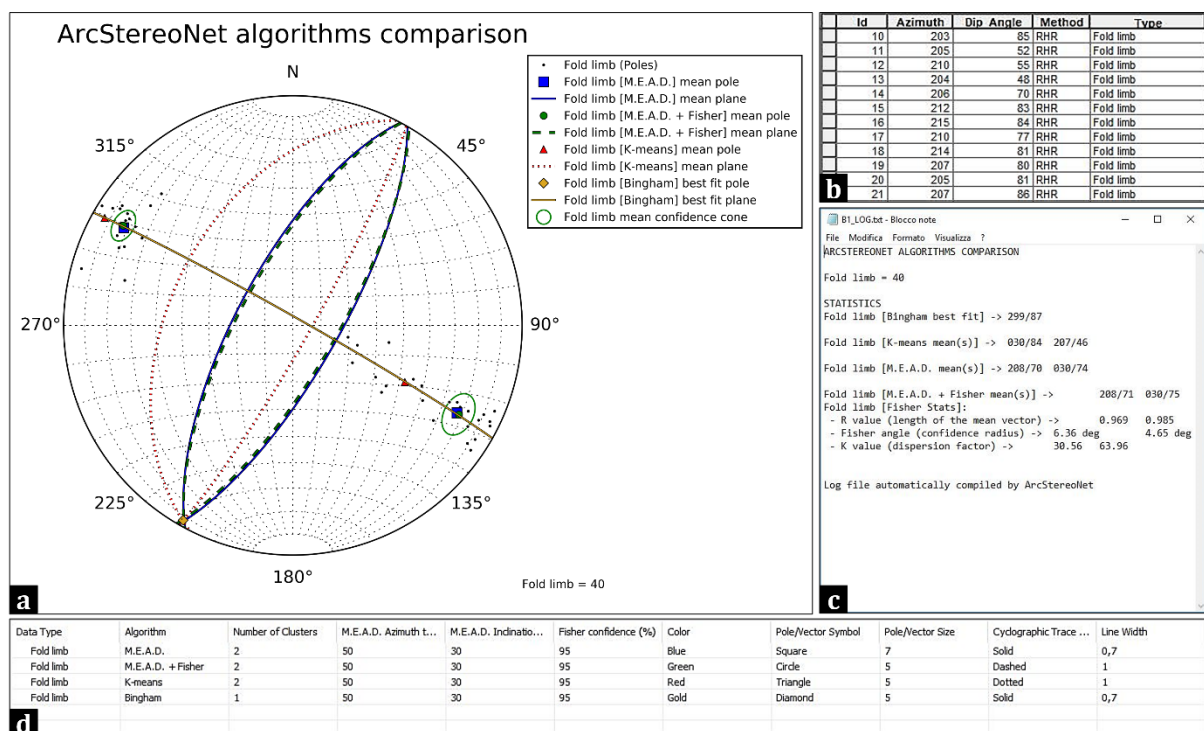 ArcStereoNet algorithms comparison
N
45°
90°
135°
180°
225°
270°
315°
Fold limb (Poles)
Fold limb [M.E.A.D.] mean pole
Fold limb [M.E.A.D.] mean plane
Fold limb [M.E.A.D. + Fisher] mean pole
Fold limb [M.E.A.D. + Fisher] mean plane
Fold limb [K-means] mean pole
Fold limb [K-means] mean plane
Fold limb [Bingham] best fit pole
Fold limb [Bingham] best fit plane
Fold limb mean confidence cone
Fold limb = 40
a
Id Azimuth Dip_Angle Method Type
10 203 85 RHR Fold limb
11 205 52 RHR Fold limb
12 210 55 RHR Fold limb
13 204 48 RHR Fold limb
14 206 70 RHR Fold limb
15 212 83 RHR Fold limb
16 215 84 RHR Fold limb
17 210 77 RHR Fold limb
18 214 81 RHR Fold limb
19 207 80 RHR Fold limb
20 205 81 RHR Fold limb
21 207 86 RHR Fold limb
b
B1_LOG.txt - Blocco note
File Modifica Formato Visualizza ?
ARCSTEREONET ALGORITHMS COMPARISON
Fold limb = 40
STATISTICS
Fold limb [Bingham best fit] -> 299/87
Fold limb [K-means mean(s)] -> 030/84 207/46
Fold limb [M.E.A.D. mean(s)] -> 208/70 030/74
Fold limb [M.E.A.D. + Fisher mean(s)] -> 208/71 030/75
Fold limb [Fisher Stats]:
- R value (length of the mean vector) -> 0.969 0.985
- Fisher angle (confidence radius) -> 6.36 deg 4.65 deg
- K value (dispersion factor) -> 30.56 63.96
Log file automatically compiled by ArcStereoNet
c
Data Type Algorithm Number of Clusters M.E.A.D. Azimuth t... M.E.A.D. Indinatio... Fisher confidence (%) Color Pole/Vector Symbol Pole/Vector Size Cyclographic Trace ... Line Width
Fold limb M.E.A.D. 2 50 30 95 Blue Square 7 Solid 0,7
Fold limb M.E.A.D. + Fisher 2 50 30 95 Green Circle 5 Dashed 1
Fold limb K-means 2 50 30 95 Red Triangle 5 Dotted 1
Fold limb Bingham 1 50 30 95 Gold Diamond 5 Solid 0,7
d